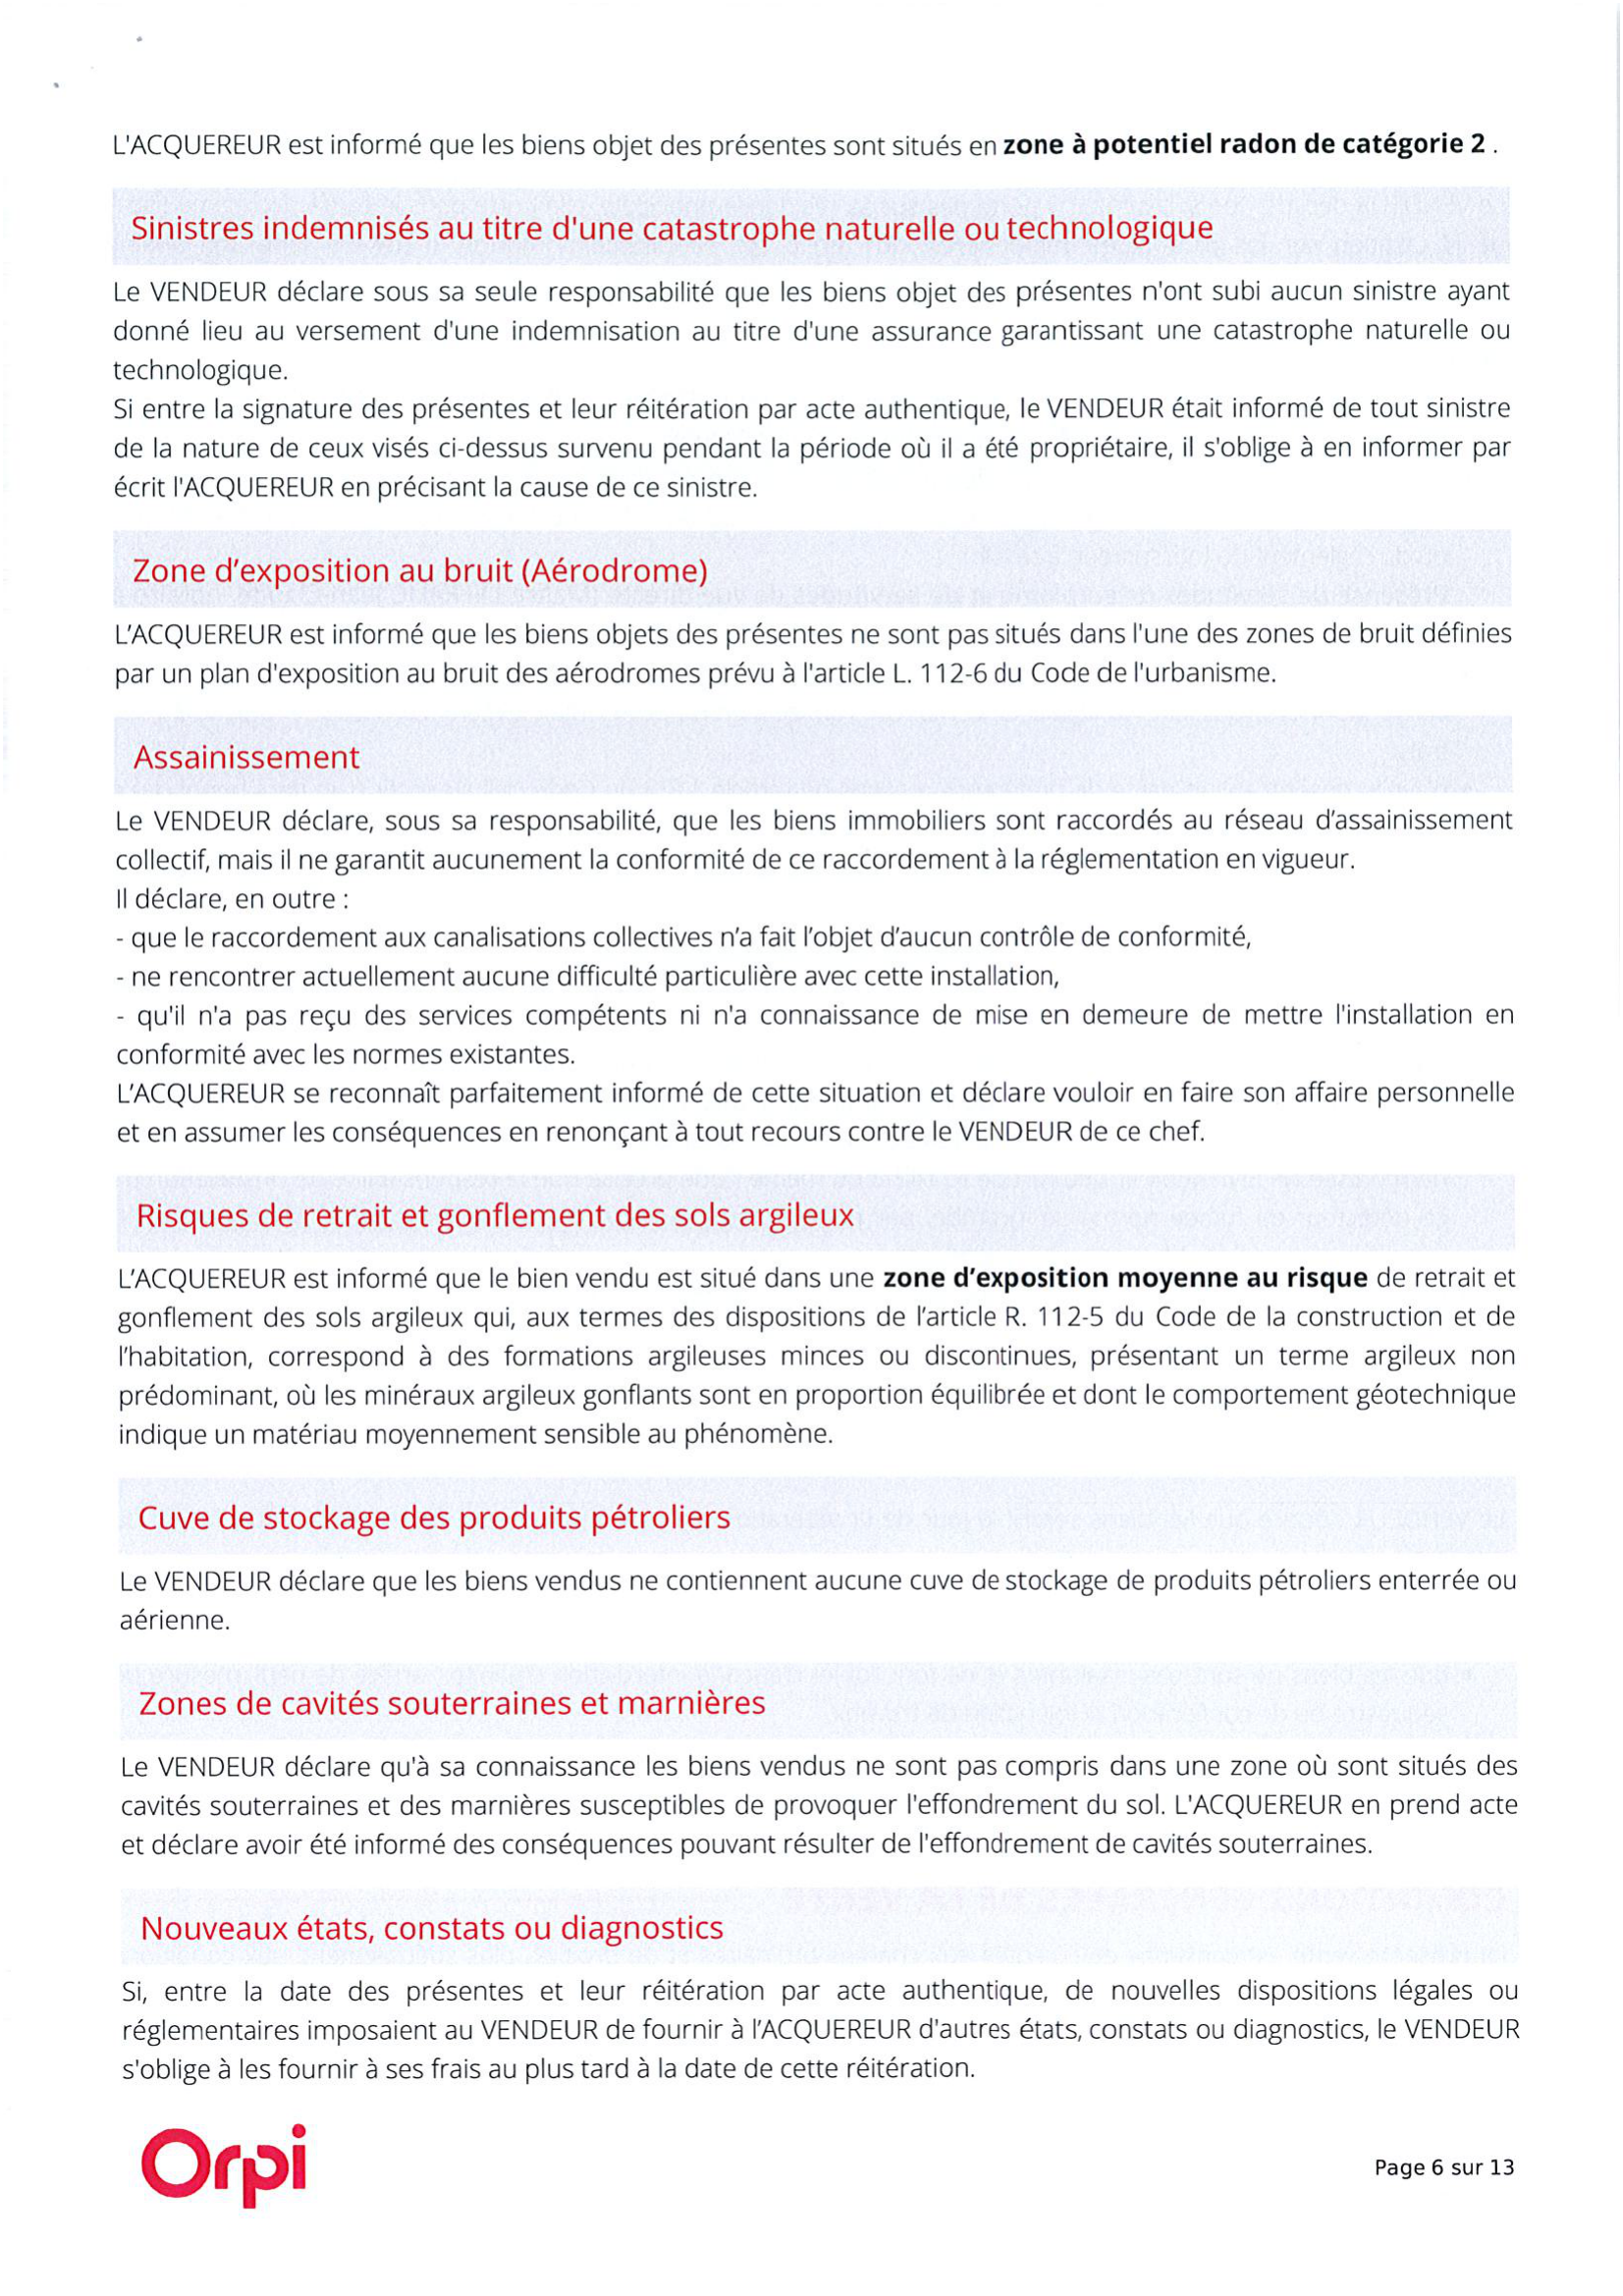 L'ACQUEREUR est informé que les biens objet des présentes sont situés en zone à potentiel radon de catégorie 2 .
Sinistres indemnisés au titre d'une catastrophe naturelle ou technologique
Le VENDEUR déclare sous sa seule responsabilité que les biens objet des présentes n'ont subi aucun sinistre ayant
donné lieu au versement d'une indemnisation au titre d'une assurance garantissant une catastrophe naturelle ou
technologique.
Si entre la signature des présentes et leur réitération par acte authentique, le VENDEUR était informé de tout sinistre
de la nature de ceux visés ci-dessus survenu pendant la période où il a été propriétaire, il s'oblige à en informer par
écrit l'ACQUEREUR en précisant la cause de ce sinistre.
Zone d’exposition au bruit (Aérodrome)
L’ACQUEREUR est informé que les biens objets des présentes ne sont pas situés dans l'une des zones de bruit définies
par un plan d'exposition au bruit des aérodromes prévu à l'article L. 112-6 du Code de l'urbanisme.
Assainissement
Le VENDEUR déclare, sous sa responsabilité, que les biens immobiliers sont raccordés au réseau d’assainissement
collectif, mais il ne garantit aucunement la conformité de ce raccordement à la réglementation en vigueur.
Il déclare, en outre :
- que le raccordement aux canalisations collectives n’a fait l’objet d’aucun contrôle de conformité,
- ne rencontrer actuellement aucune difficulté particulière avec cette installation,
- qu'il n'a pas reçu des services compétents ni n'a connaissance de mise en demeure de mettre l'installation en
conformité avec les normes existantes.
L’ACQUEREUR se reconnaît parfaitement informé de cette situation et déclare vouloir en faire son affaire personnelle
et en assumer les conséquences en renonçant à tout recours contre le VENDEUR de ce chef.
Risques de retrait et gonflement des sols argileux
L’ACQUEREUR est informé que le bien vendu est situé dans une zone d’exposition moyenne au risque de retrait et
gonflement des sols argileux qui, aux termes des dispositions de l’article R. 112-5 du Code de la construction et de
l’habitation, correspond à des formations argileuses minces ou discontinues, présentant un terme argileux non
prédominant, où les minéraux argileux gonflants sont en proportion équilibrée et dont le comportement géotechnique
indique un matériau moyennement sensible au phénomène.
Cuve de stockage des produits pétroliers
Le VENDEUR déclare que les biens vendus ne contiennent aucune cuve de stockage de produits pétroliers enterrée ou
aérienne.
Zones de cavités souterraines et marnières
Le VENDEUR déclare qu'à sa connaissance les biens vendus ne sont pas compris dans une zone où sont situés des
cavités souterraines et des marnières susceptibles de provoquer l'effondrement du sol. L'ACQUEREUR en prend acte
et déclare avoir été informé des conséquences pouvant résulter de l'effondrement de cavités souterraines.
Nouveaux états, constats ou diagnostics
Si, entre la date des présentes et leur réitération par acte authentique, de nouvelles dispositions légales ou
réglementaires imposaient au VENDEUR de fournir à l’ACQUEREUR d'autres états, constats ou diagnostics, le VENDEUR
s'oblige à les fournir à ses frais au plus tard à la date de cette réitération.
Orpi
Page 6 sur 13